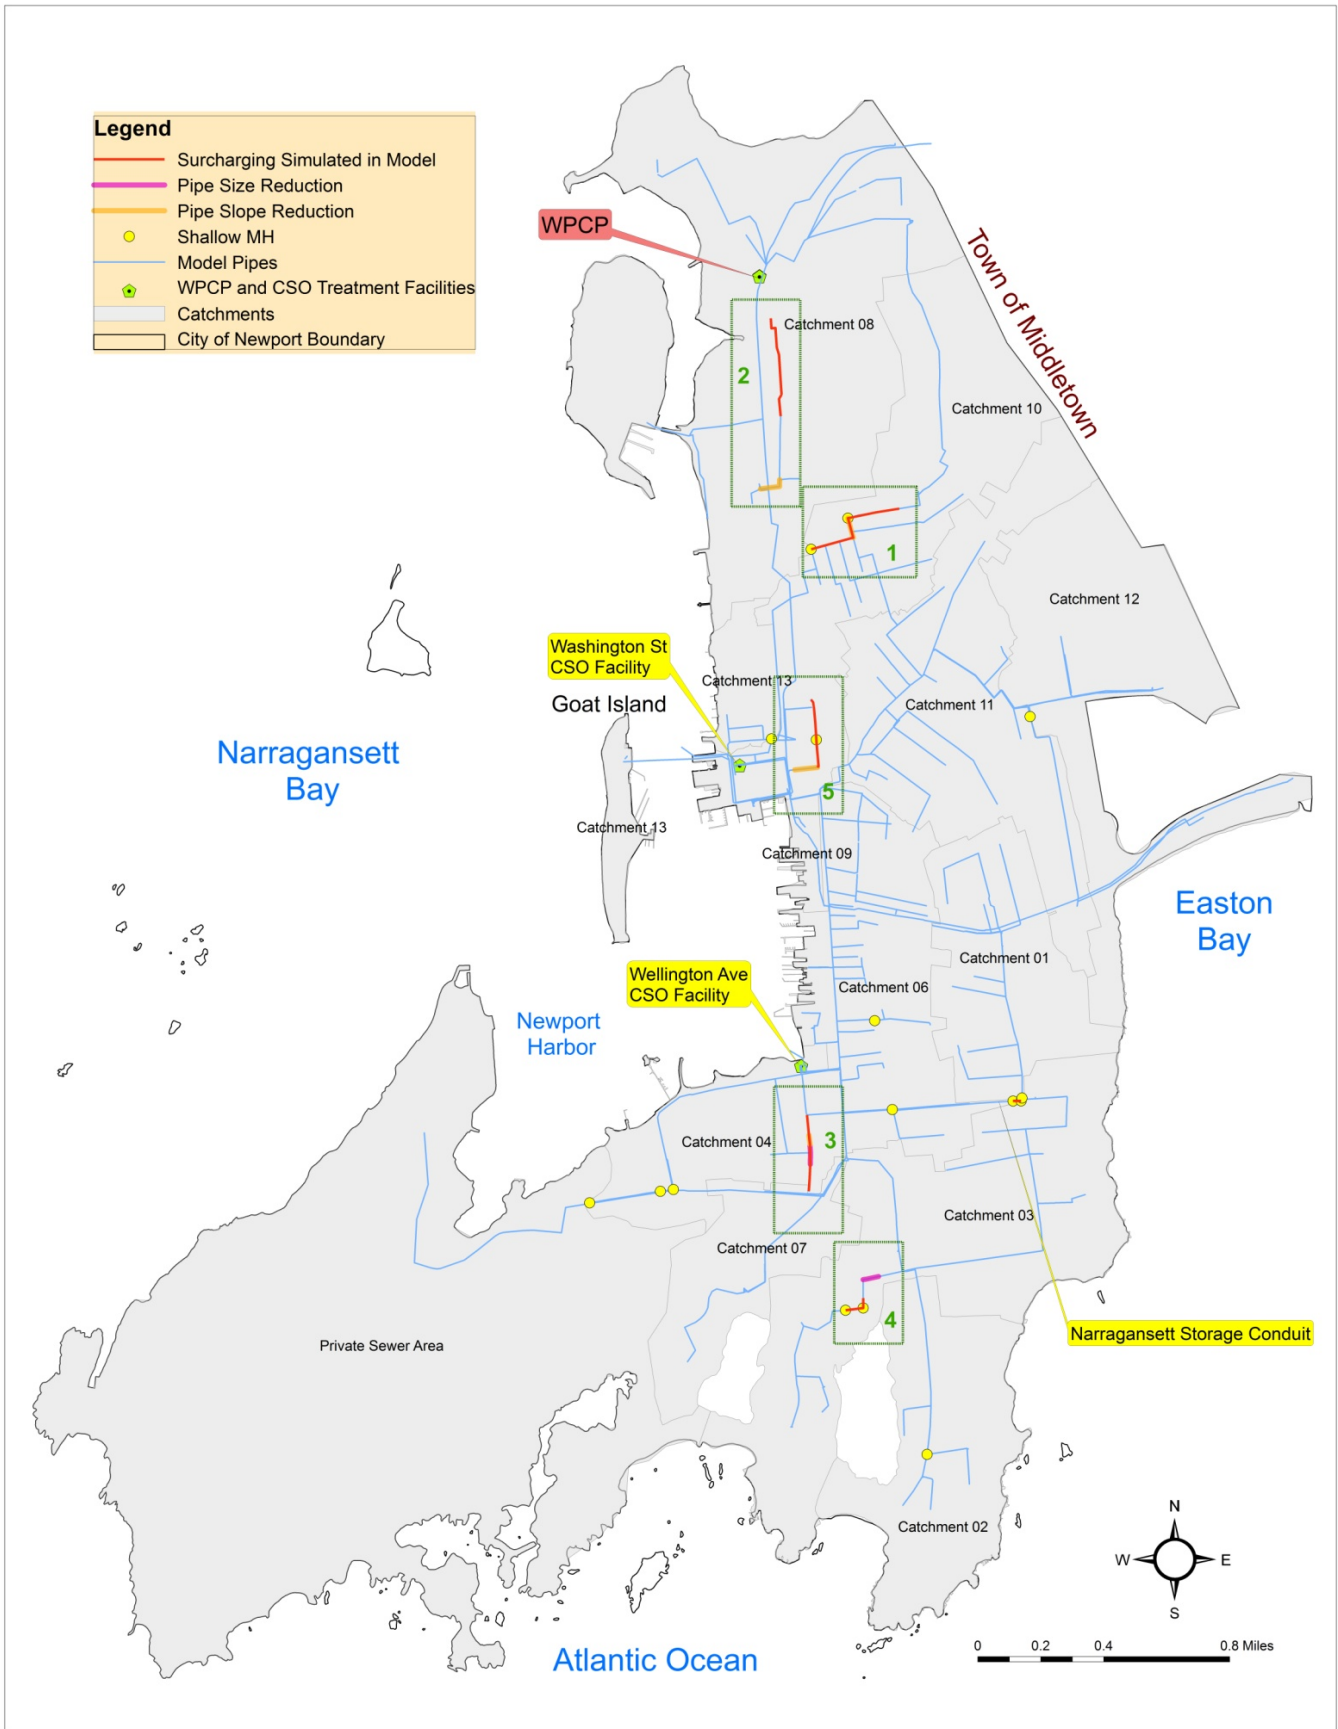 Legend
Surcharging Simulated in Model
Pipe Size Reduction
Pipe Slope Reduction
Shallow MH
Model Pipes
WPCP and CSO Treatment Facilities
Catchments
City of Newport Boundary
WPCP
Town of Middletown
Catchment 08
2
Catchment 10
1
Catchment 12
Washington St
CSO Facility
Catchment 13
Goat Island
Catchment 11
Narragansett
Bay
5
Catchment 13
Catchment 09
Easton
Bay
Catchment 01
Wellington Ave
CSO Facility
Catchment 06
Newport
Harbor
Catchment 04
3
Catchment 03
Catchment 07
4
Narragansett Storage Conduit
Private Sewer Area
Catchment 02
N
W
E
S
Atlantic Ocean
0 0.2 0.4 0.8 Miles